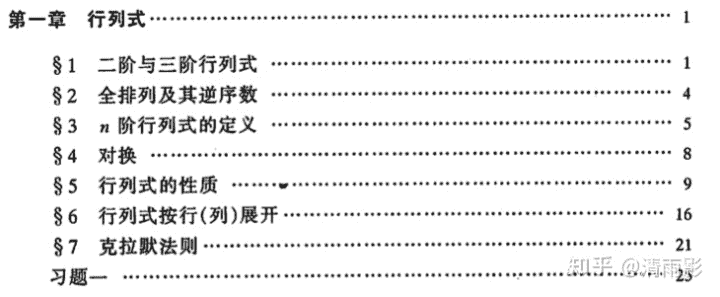 第一章 行列式………………………………………………………… 1
§1 二阶与三阶行列式 ……………………………………………… 1
§2 全排列及其逆序数 ……………………………………………… 4
§3 n 阶行列式的定义 ……………………………………………… 5
§4 对换 ……………………………………………………………… 8
§5 行列式的性质 …………………………………………………… 9
§6 行列式按行(列)展开…………………………………………… 16
§7 克拉默法则……………………………………………………… 21
习题一 ……………………………………………………………… 25
知乎 @清雨影